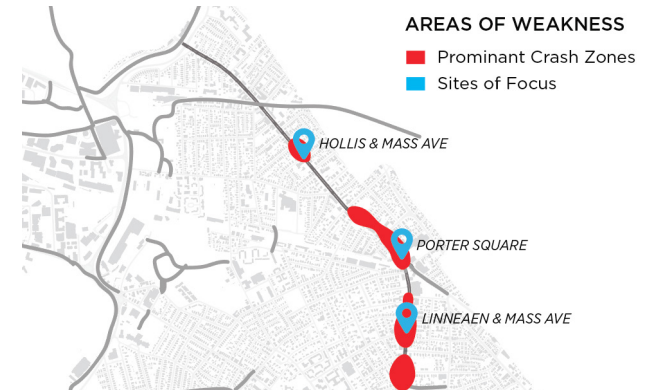 AREAS OF WEAKNESS
Prominant Crash Zones
Sites of Focus
HOLLIS & MASS AVE
PORTER SQUARE
LINNEAEN & MASS AVE